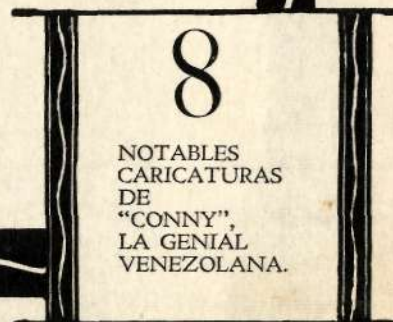 8
NOTABLES
CARICATURAS
DE
“CONNY”,
LA GENIAL
VENEZOLANA.